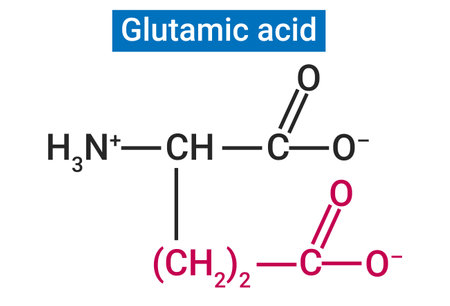 Glutamic acid
O
H₃N⁺ CH C O⁻
O
(CH₂)₂ C O⁻